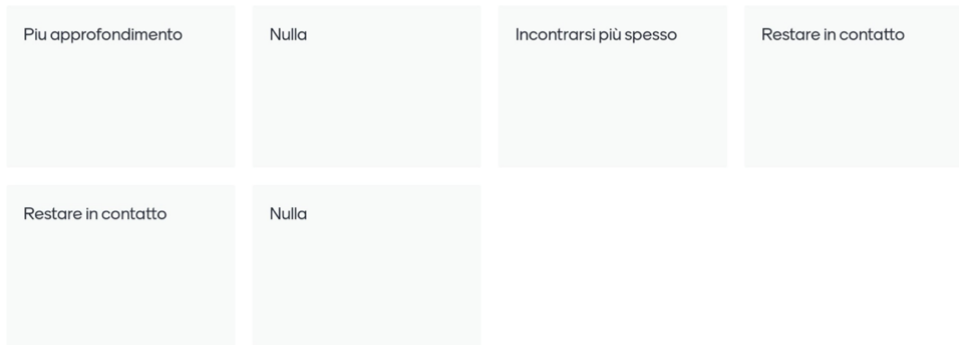 Piu approfondimento
Nulla
Incontrarsi più spesso
Restare in contatto
Restare in contatto
Nulla